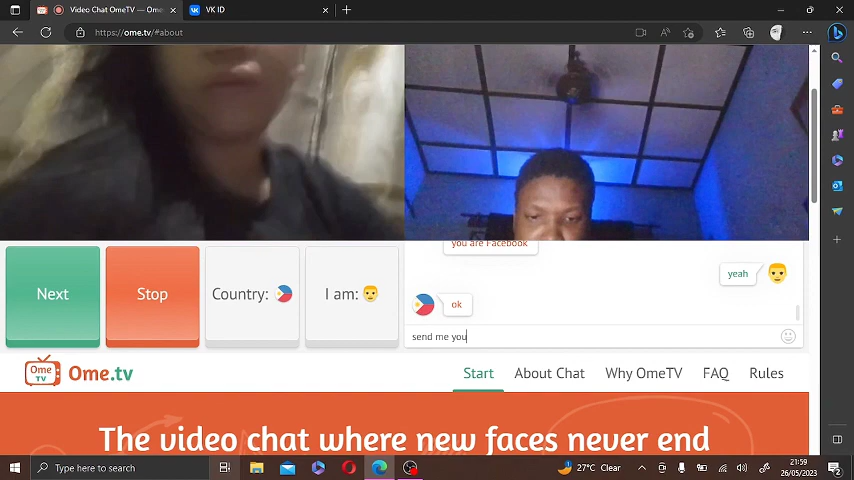 Video Chat OmeTV — Ome
VK ID
https://ome.tv/#about
you are Facebook
yeah
ok
send me you
Next
Stop
Country:
I am:
Ome TV
Ome.tv
Start
About Chat
Why OmeTV
FAQ
Rules
The video chat where new faces never end
Type here to search
27°C Clear
21:59
26/05/2023
2